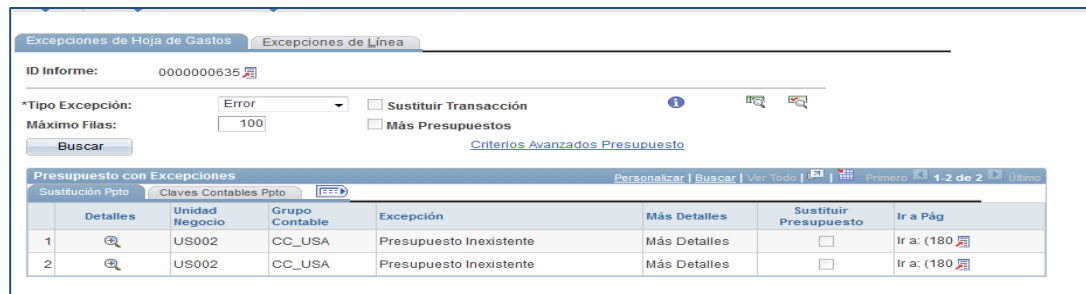 Excepciones de Hoja de Gastos Excepciones de Línea
ID Informe: 0000000635
*Tipo Excepción: Error Sustituir Transacción
Máximo Filas: 100 Más Presupuestos
Buscar Criterios Avanzados Presupuesto
Presupuesto con Excepciones Personalizar | Buscar | Ver Todo | | Primero 1-2 de 2 Último
Sustitución Ppto Claves Contables Ppto
Detalles Unidad Negocio Grupo Contable Excepción Más Detalles Sustituir Presupuesto Ir a Pág
1 US002 CC_USA Presupuesto Inexistente Más Detalles Ir a: (180
2 US002 CC_USA Presupuesto Inexistente Más Detalles Ir a: (180